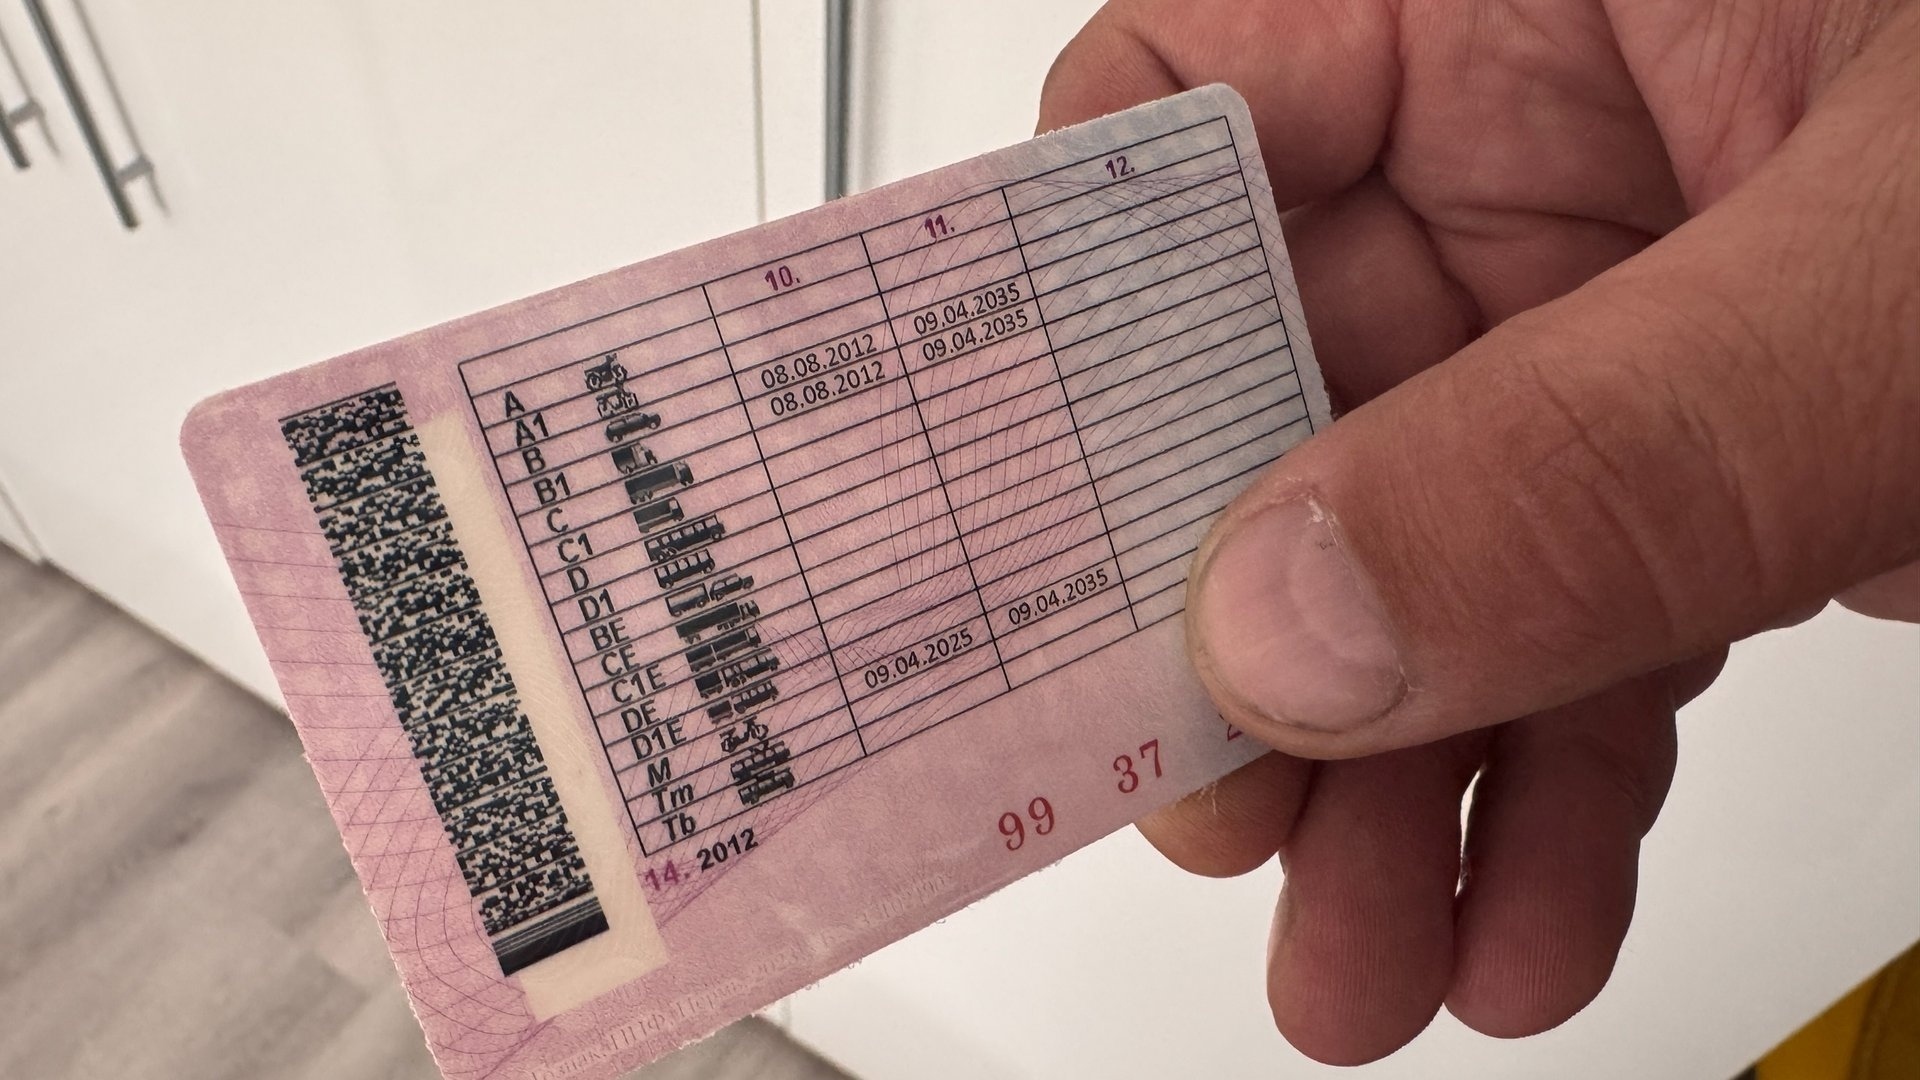 10. 11. 12.
A
A1
B 08.08.2012 09.04.2035
B1 08.08.2012 09.04.2035
C
C1
D
D1
BE
CE
C1E
DE
D1E
M 09.04.2025 09.04.2035
Tm
Tb
14. 2012
99 37